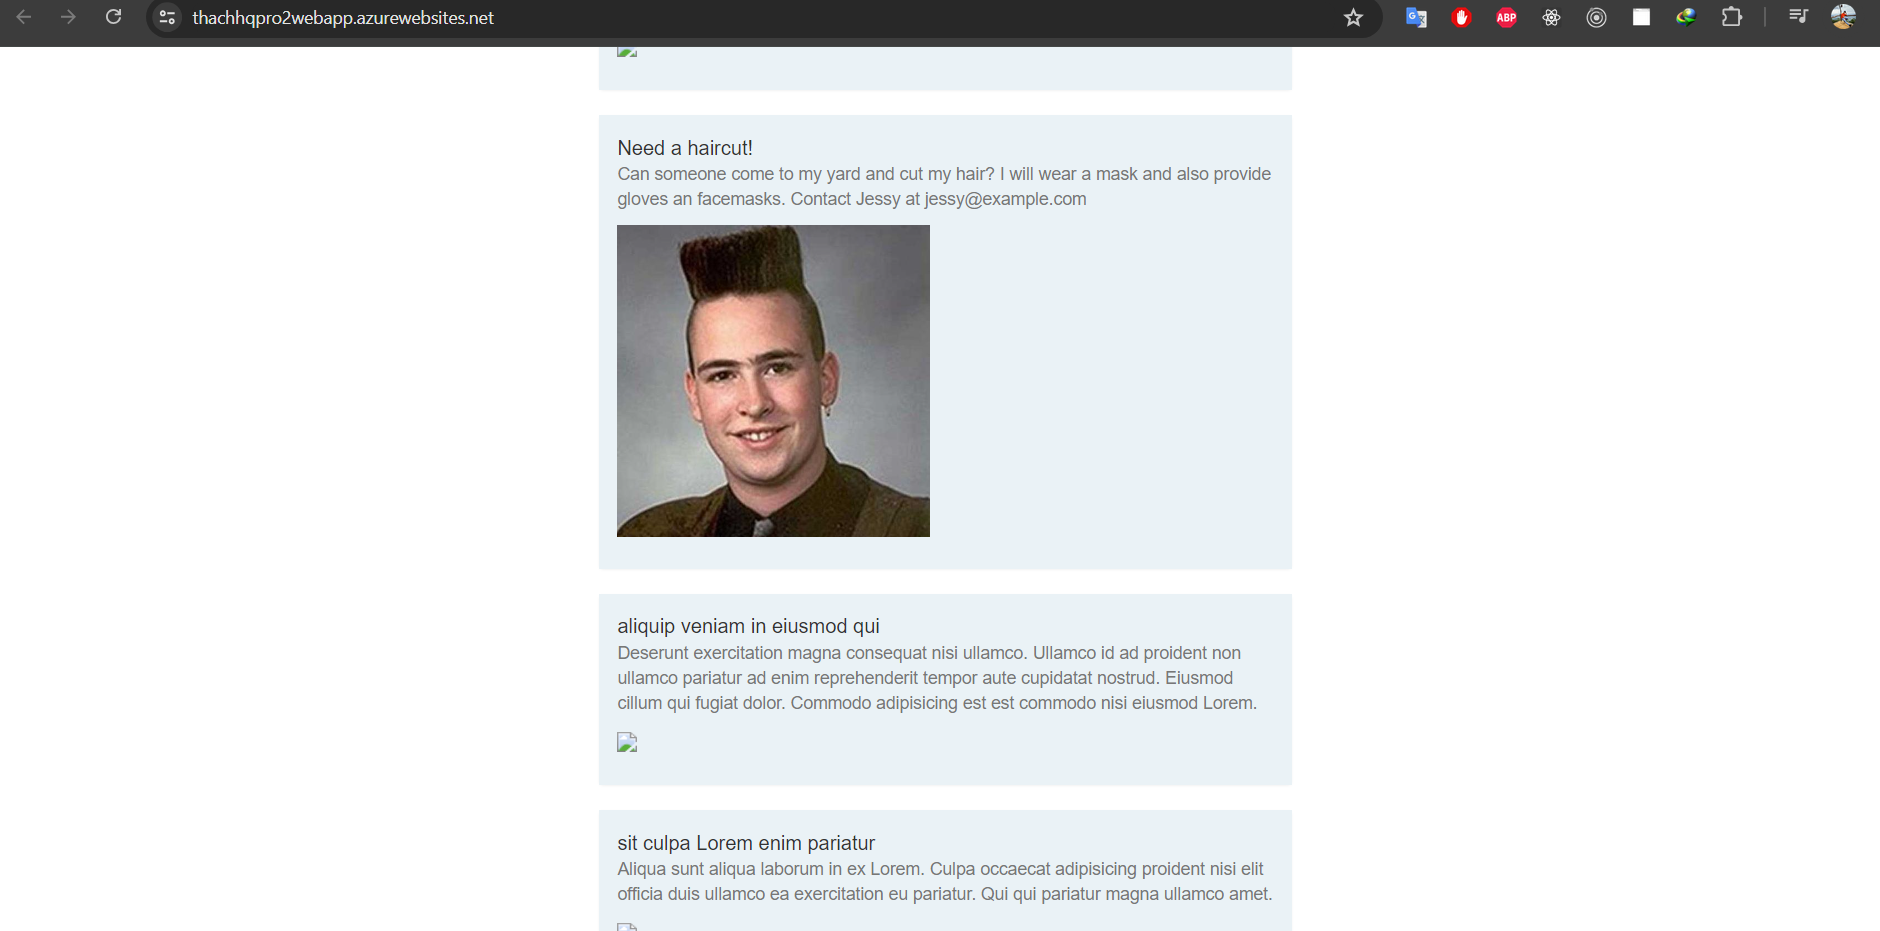 thachhqpro2webapp.azurewebsites.net
ABP
Need a haircut!
Can someone come to my yard and cut my hair? I will wear a mask and also provide
gloves an facemasks. Contact Jessy at jessy@example.com
aliquip veniam in eiusmod qui
Deserunt exercitation magna consequat nisi ullamco. Ullamco id ad proident non
ullamco pariatur ad enim reprehenderit tempor aute cupidatat nostrud. Eiusmod
cillum qui fugiat dolor. Commodo adipisicing est est commodo nisi eiusmod Lorem.
sit culpa Lorem enim pariatur
Aliqua sunt aliqua laborum in ex Lorem. Culpa occaecat adipisicing proident nisi elit
officia duis ullamco ea exercitation eu pariatur. Qui qui pariatur magna ullamco amet.